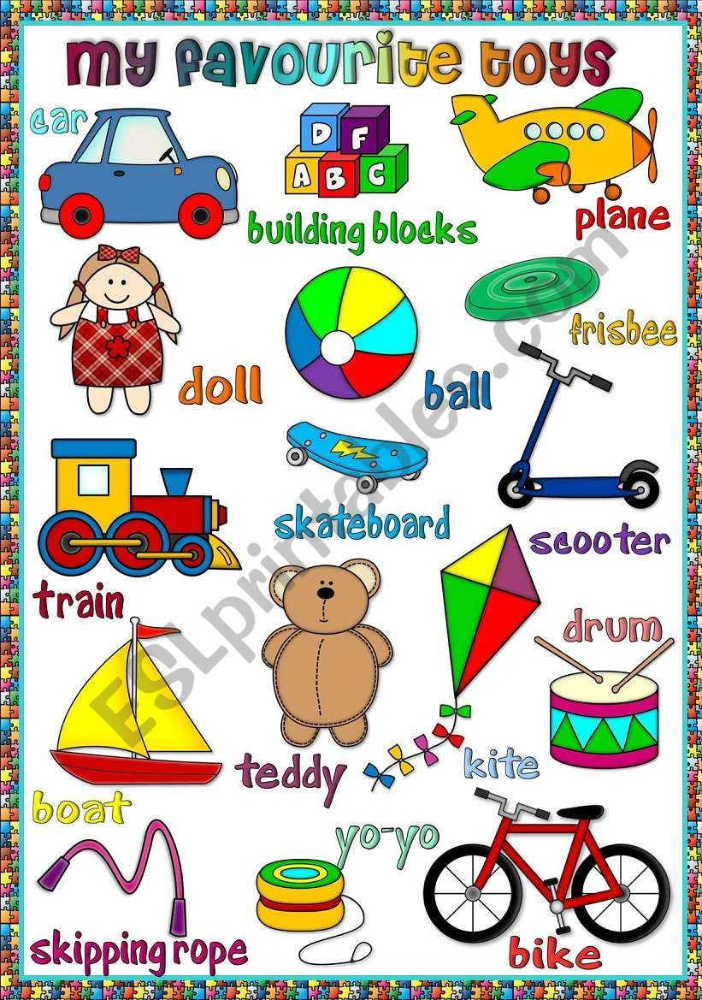 my favourite toys
car
D F
A B C
building blocks
plane
doll
ball
frisbee
skateboard
scooter
train
teddy
kite
drum
boat
yo-yo
skipping rope
bike
ESLprintables.com